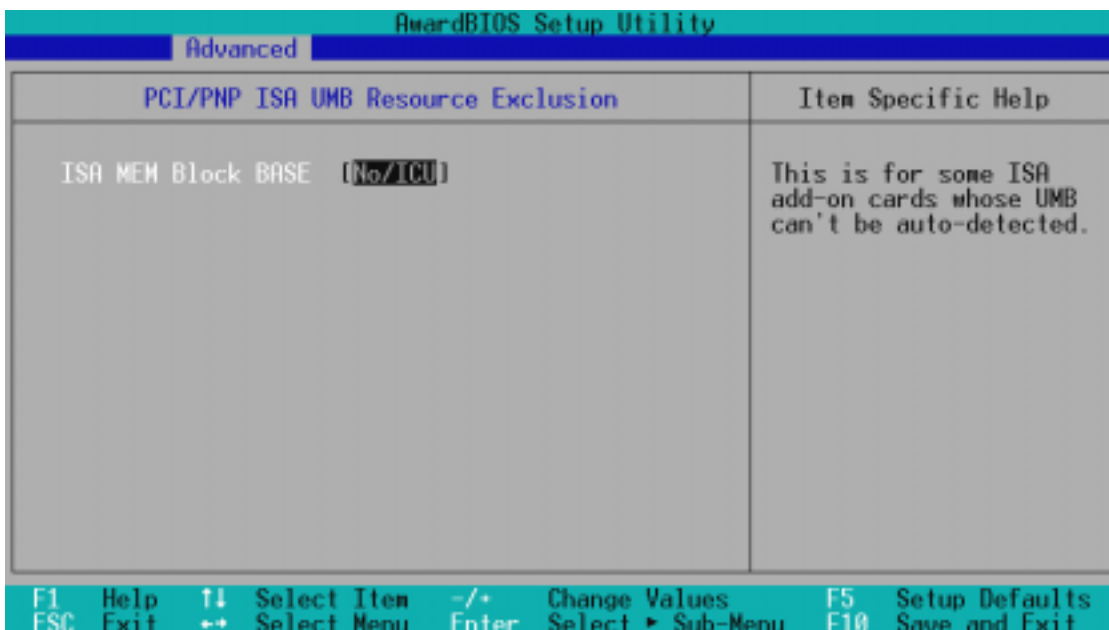 AwardBIOS Setup Utility
Advanced
PCI/PNP ISA UMB Resource Exclusion
Item Specific Help
ISA MEM Block BASE [No/ICU]
This is for some ISA
add-on cards whose UMB
can't be auto-detected.
F1 Help ↑↓ Select Item -/+ Change Values F5 Setup Defaults
ESC Exit ←→ Select Menu Enter Select ► Sub-Menu F10 Save and Exit